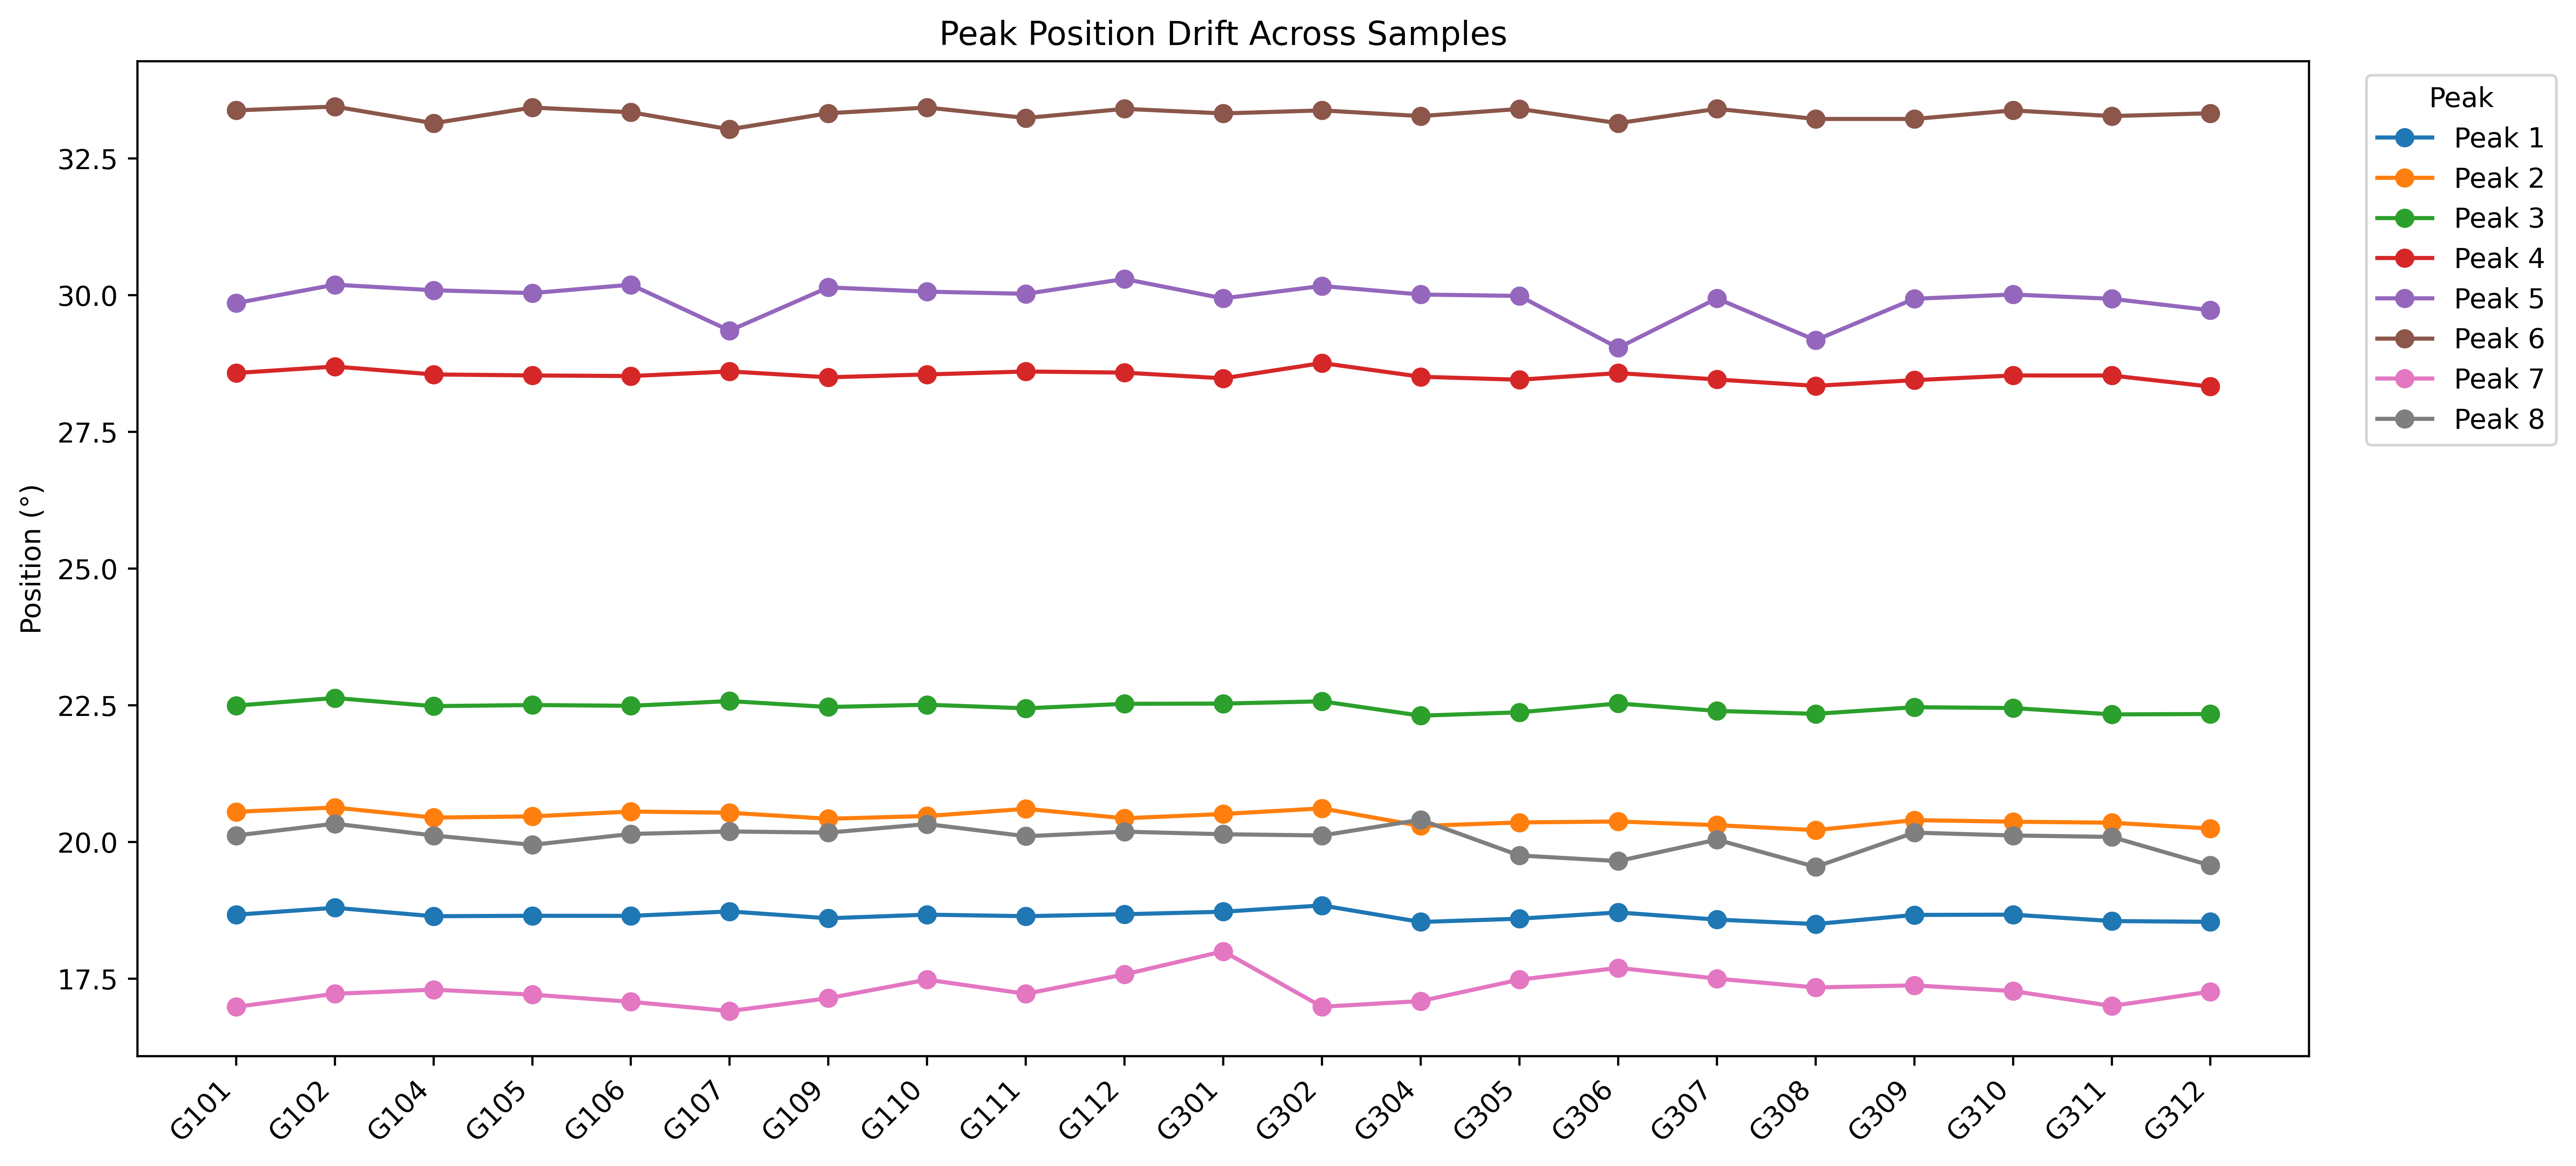 Peak Position Drift Across Samples
Position (°)
32.5
30.0
27.5
25.0
22.5
20.0
17.5
G101
G102
G104
G105
G106
G107
G109
G110
G111
G112
G301
G302
G304
G305
G306
G307
G308
G309
G310
G311
G312
Peak
Peak 1
Peak 2
Peak 3
Peak 4
Peak 5
Peak 6
Peak 7
Peak 8